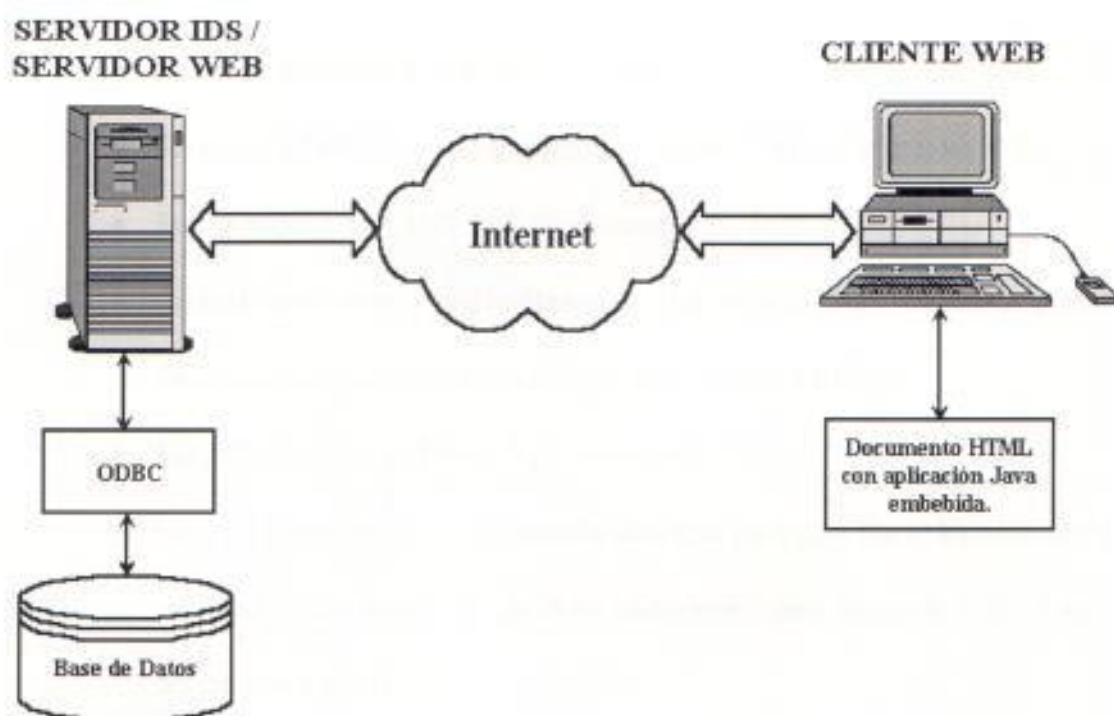 SERVIDOR IDS /
SERVIDOR WEB
CLIENTE WEB
Internet
ODBC
Documento HTML
con aplicación Java
embebida.
Base de Datos